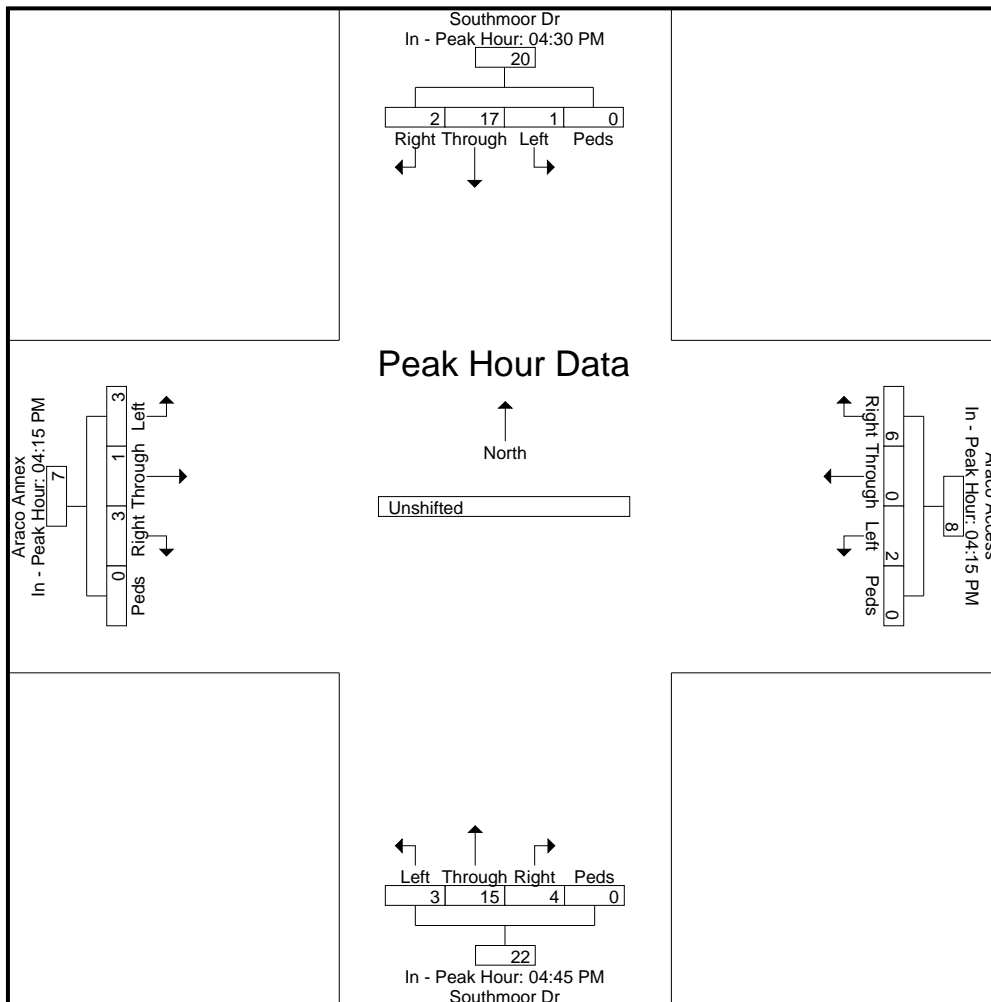 Southmoor Dr
In - Peak Hour: 04:30 PM
20
2 17 1 0
Right Through Left Peds
Peak Hour Data
North
Unshifted
Araco Annex
In - Peak Hour: 04:15 PM
7
3 1 3 0
Left Through Right Peds
Right Through Left Peds
6 0 2 0
8
In - Peak Hour: 04:15 PM
Araco Access
Left Through Right Peds
3 15 4 0
22
In - Peak Hour: 04:45 PM
Southmoor Dr